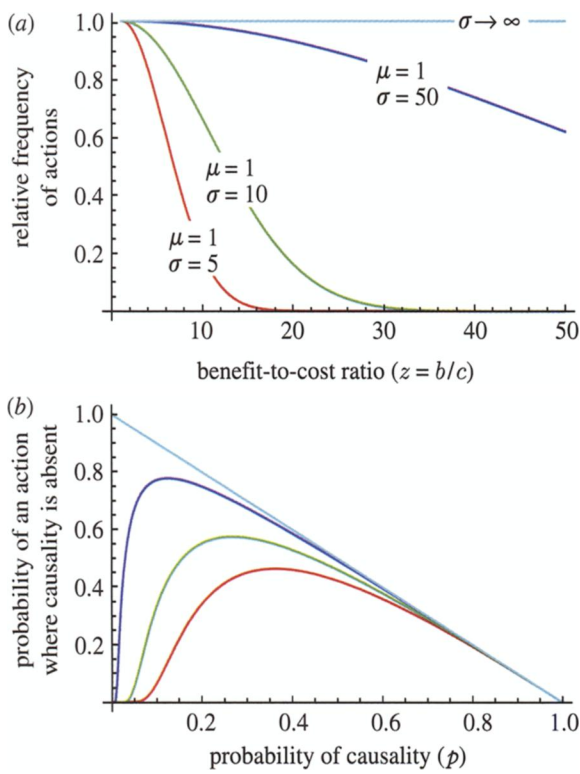 (a)
1.0
0.8
0.6
0.4
0.2
relative frequency
of actions
σ → ∞
μ = 1
σ = 50
μ = 1
σ = 10
μ = 1
σ = 5
10 20 30 40 50
benefit-to-cost ratio (z = b/c)
(b)
1.0
0.8
0.6
0.4
0.2
probability of an action
where causality is absent
0.2 0.4 0.6 0.8 1.0
probability of causality (p)